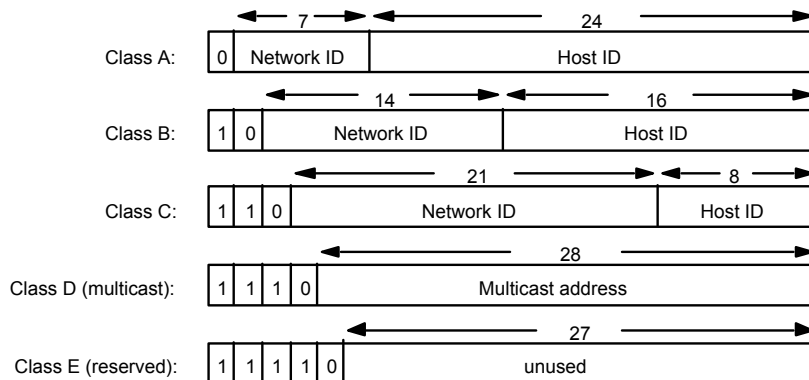 7 24
Class A: 0 Network ID Host ID
14 16
Class B: 1 0 Network ID Host ID
21 8
Class C: 1 1 0 Network ID Host ID
28
Class D (multicast): 1 1 1 0 Multicast address
27
Class E (reserved): 1 1 1 1 0 unused